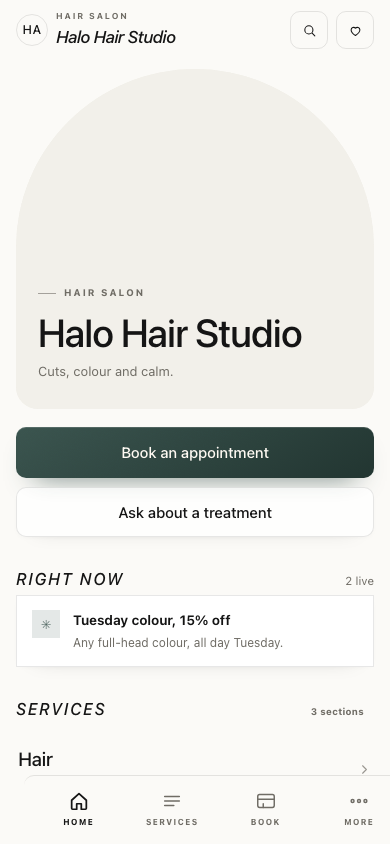 HA
HAIR SALON
Halo Hair Studio
HAIR SALON
Halo Hair Studio
Cuts, colour and calm.
Book an appointment
Ask about a treatment
RIGHT NOW
2 live
Tuesday colour, 15% off
Any full-head colour, all day Tuesday.
SERVICES
3 sections
Hair
HOME
SERVICES
BOOK
MORE